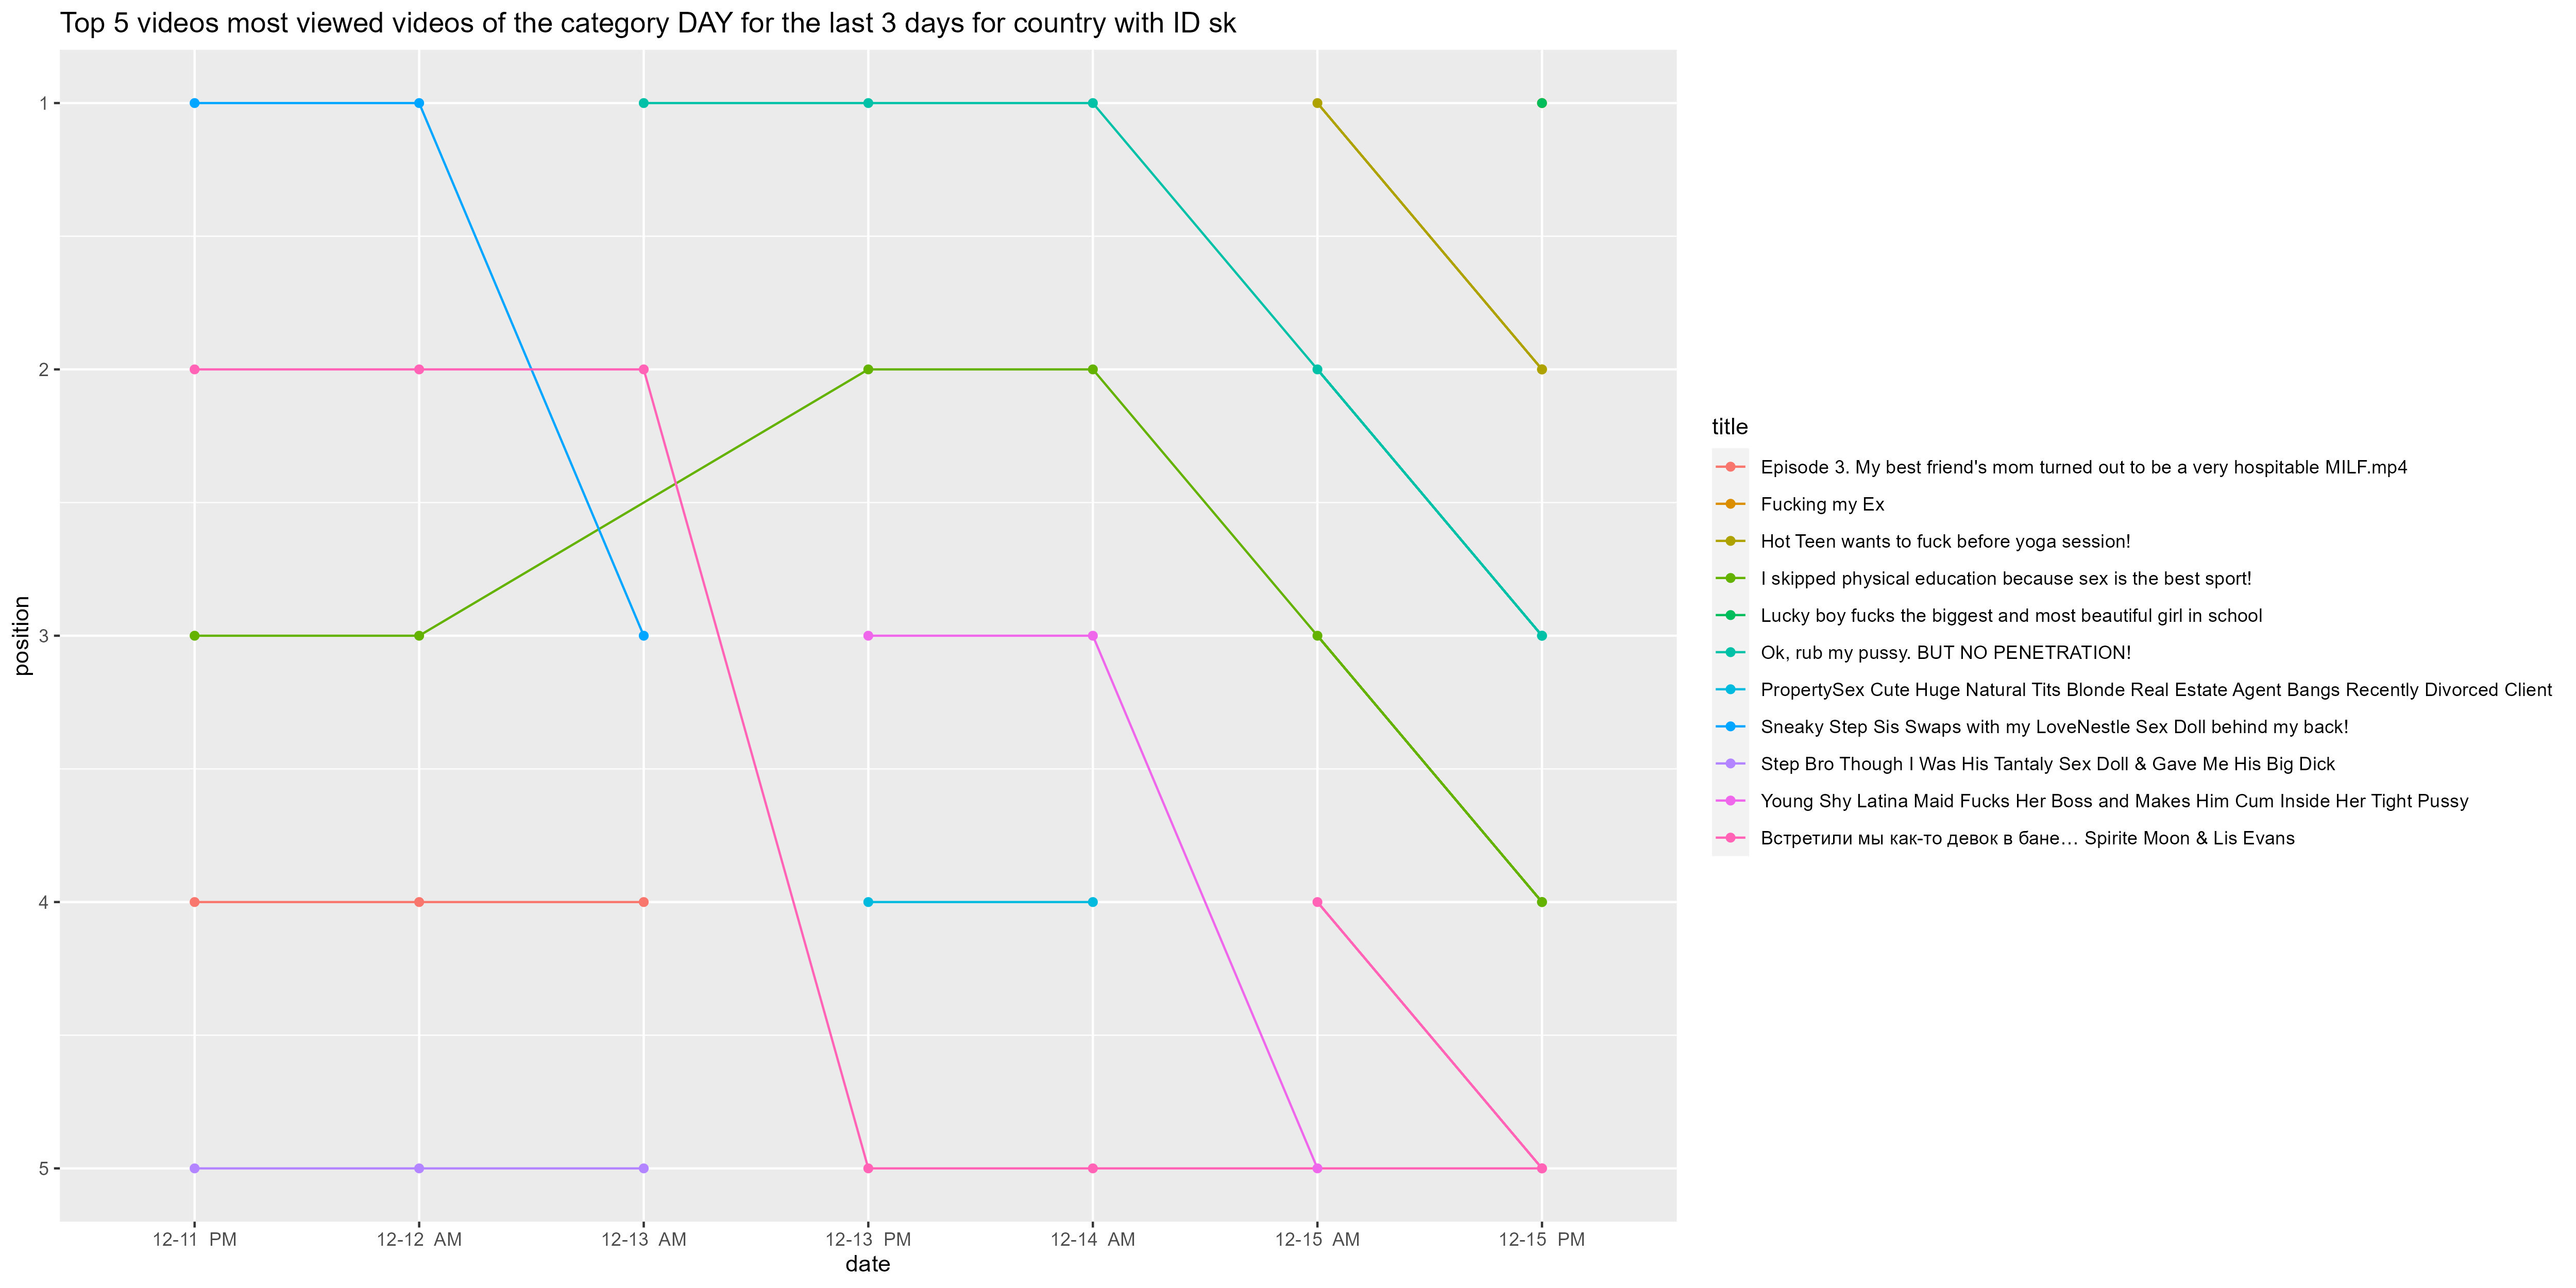 Top 5 videos most viewed videos of the category DAY for the last 3 days for country with ID sk
1
2
3
4
5
position
12-11 PM
12-12 AM
12-13 AM
12-13 PM
12-14 AM
12-15 AM
12-15 PM
date
title
Episode 3. My best friend's mom turned out to be a very hospitable MILF.mp4
Fucking my Ex
Hot Teen wants to fuck before yoga session!
I skipped physical education because sex is the best sport!
Lucky boy fucks the biggest and most beautiful girl in school
Ok, rub my pussy. BUT NO PENETRATION!
PropertySex Cute Huge Natural Tits Blonde Real Estate Agent Bangs Recently Divorced Client
Sneaky Step Sis Swaps with my LoveNestle Sex Doll behind my back!
Step Bro Though I Was His Tantaly Sex Doll & Gave Me His Big Dick
Young Shy Latina Maid Fucks Her Boss and Makes Him Cum Inside Her Tight Pussy
Встретили мы как-то девок в бане… Spirite Moon & Lis Evans